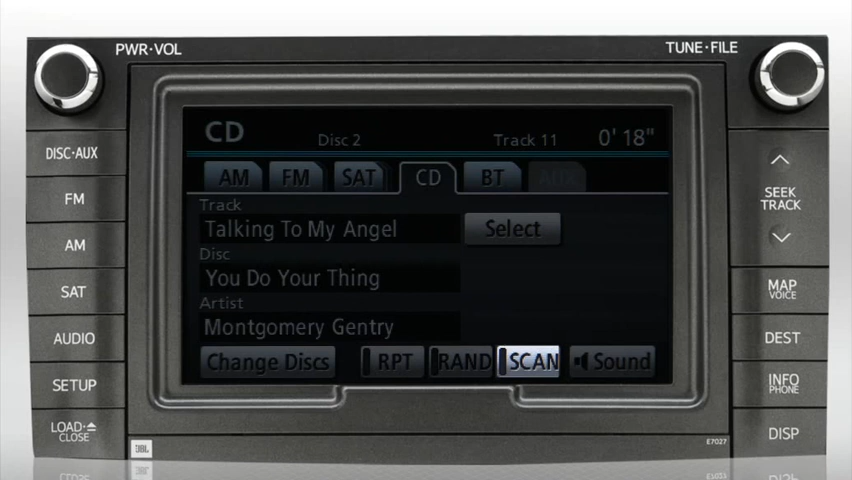 PWR·VOL
TUNE·FILE
DISC·AUX
FM
AM
SAT
AUDIO
SETUP
LOAD·⏏
CLOSE
CD
Disc 2
Track 11
0' 18"
AM
FM
SAT
CD
BT
AUX
Track
Talking To My Angel
Select
Disc
You Do Your Thing
Artist
Montgomery Gentry
Change Discs
RPT
RAND
SCAN
Sound
SEEK
TRACK
MAP
VOICE
DEST
INFO
PHONE
DISP
JBL
E7027